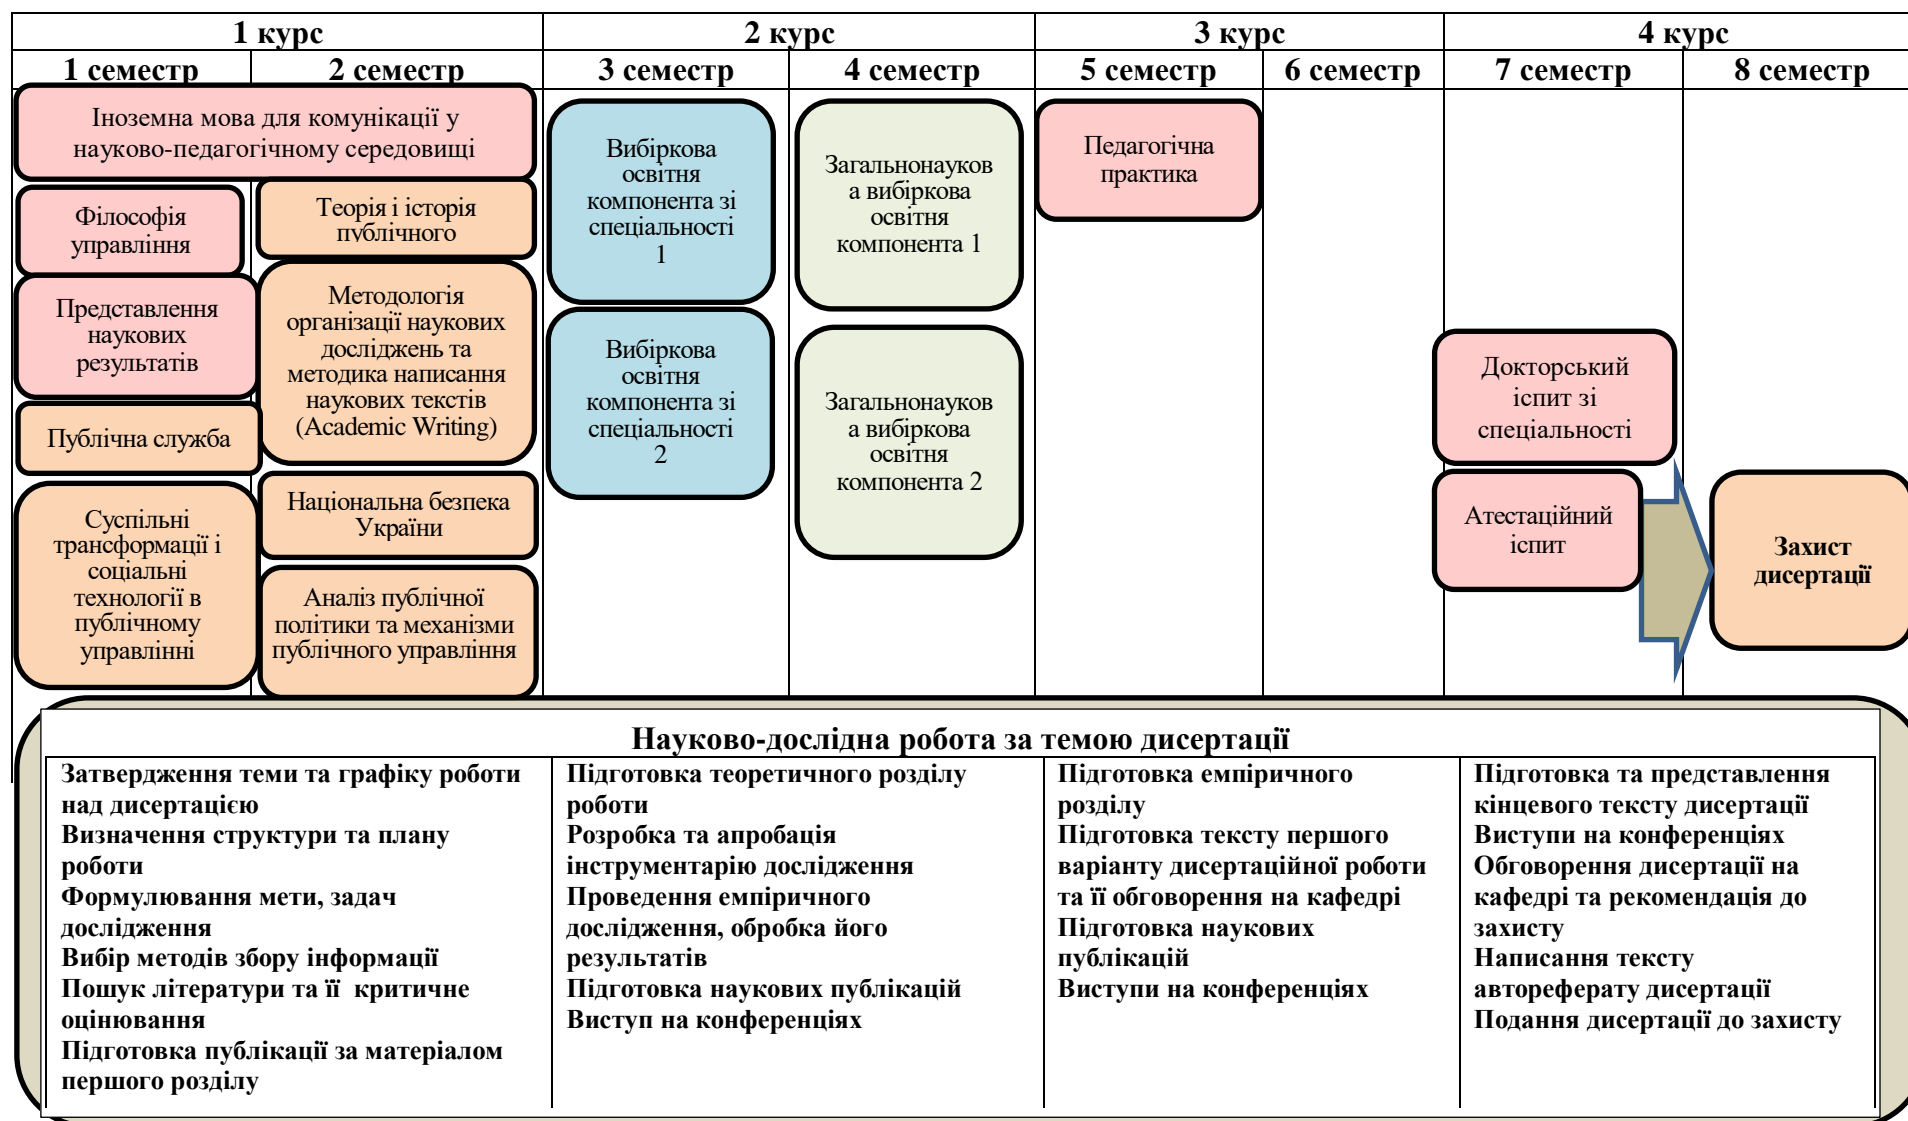 1 курс
2 курс
3 курс
4 курс
1 семестр
2 семестр
3 семестр
4 семестр
5 семестр
6 семестр
7 семестр
8 семестр
Іноземна мова для комунікації у
науково-педагогічному середовищі
Філософія
управління
Представлення
наукових
результатів
Публічна служба
Суспільні
трансформації і
соціальні
технології в
публічному
управлінні
Теорія і історія
публічного
Методологія
організації наукових
досліджень та
методика написання
наукових текстів
(Academic Writing)
Національна безпека
України
Аналіз публічної
політики та механізми
публічного управління
Вибіркова
освітня
компонента зі
спеціальності
1
Вибіркова
освітня
компонента зі
спеціальності
2
Загальнонауков
а вибіркова
освітня
компонента 1
Загальнонауков
а вибіркова
освітня
компонента 2
Педагогічна
практика
Докторський
іспит зі
спеціальності
Атестаційний
іспит
Захист
дисертації
Науково-дослідна робота за темою дисертації
Затвердження теми та графіку роботи
над дисертацією
Визначення структури та плану
роботи
Формулювання мети, задач
дослідження
Вибір методів збору інформації
Пошук літератури та її критичне
оцінювання
Підготовка публікації за матеріалом
першого розділу
Підготовка теоретичного розділу
роботи
Розробка та апробація
інструментарію дослідження
Проведення емпіричного
дослідження, обробка його
результатів
Підготовка наукових публікацій
Виступ на конференціях
Підготовка емпіричного
розділу
Підготовка тексту першого
варіанту дисертаційної роботи
та її обговорення на кафедрі
Підготовка наукових
публікацій
Виступи на конференціях
Підготовка та представлення
кінцевого тексту дисертації
Виступи на конференціях
Обговорення дисертації на
кафедрі та рекомендація до
захисту
Написання тексту
автореферату дисертації
Подання дисертації до захисту